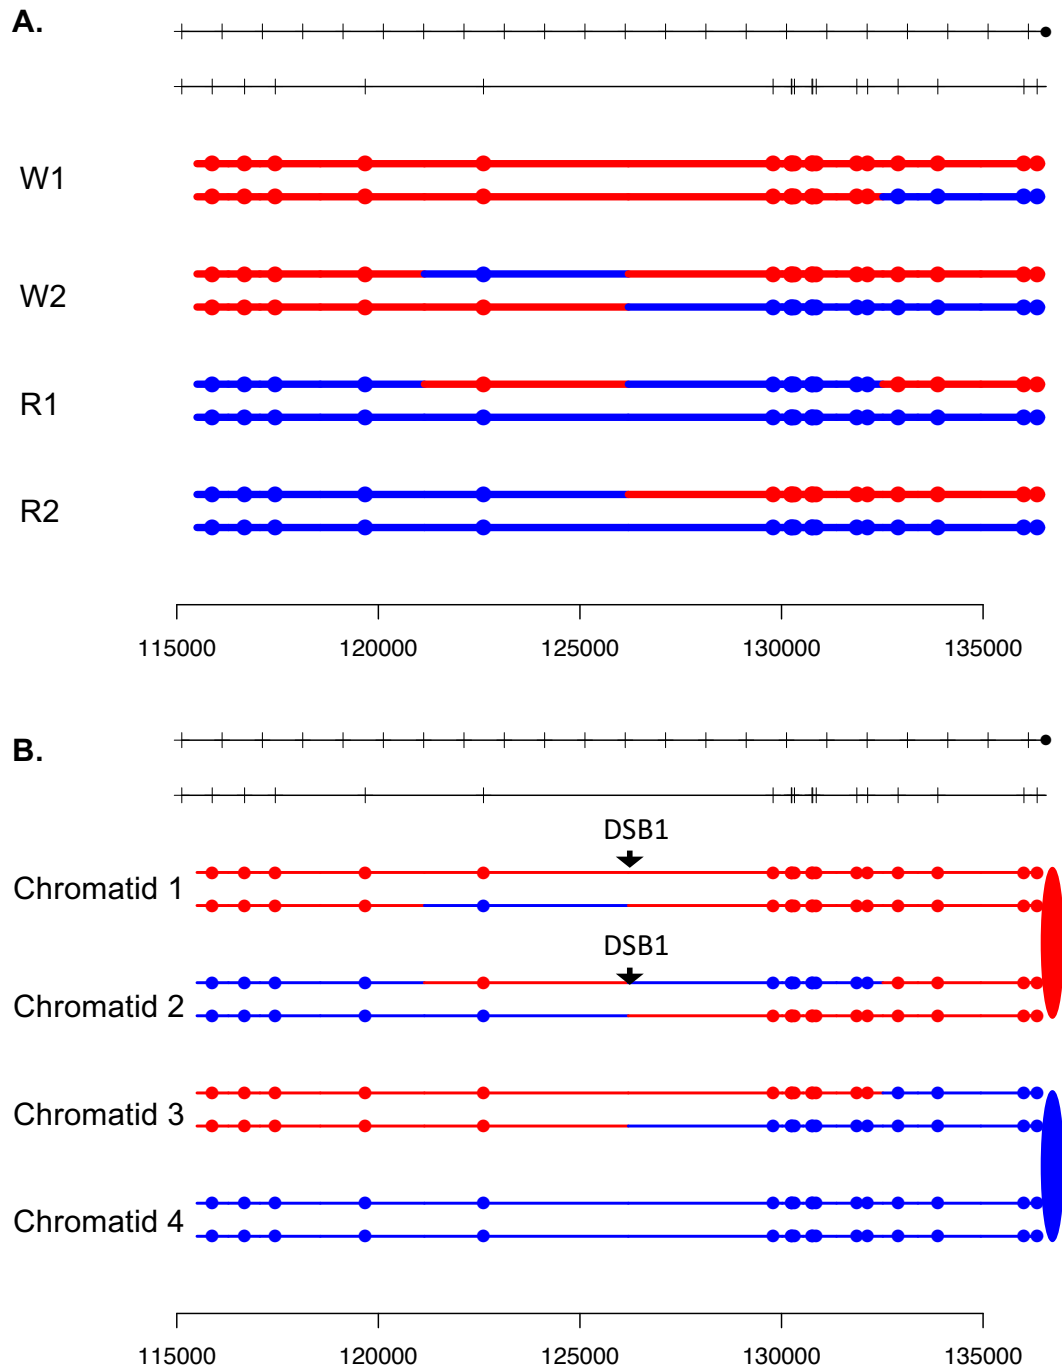 A.
W1
W2
R1
R2
115000 120000 125000 130000 135000
B.
DSB1
Chromatid 1
DSB1
Chromatid 2
Chromatid 3
Chromatid 4
115000 120000 125000 130000 135000